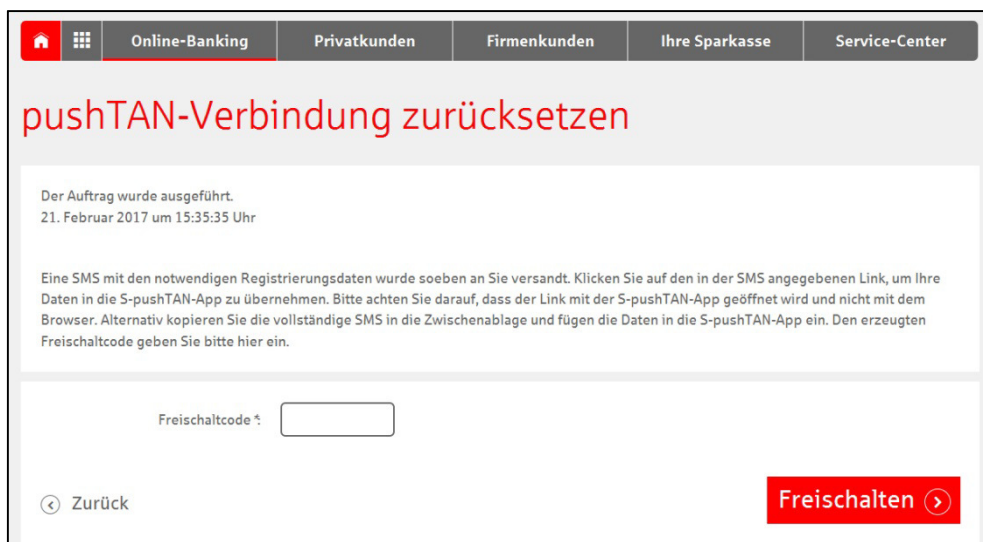 Online-Banking
Privatkunden
Firmenkunden
Ihre Sparkasse
Service-Center
pushTAN-Verbindung zurücksetzen
Der Auftrag wurde ausgeführt.
21. Februar 2017 um 15:35:35 Uhr
Eine SMS mit den notwendigen Registrierungsdaten wurde soeben an Sie versandt. Klicken Sie auf den in der SMS angegebenen Link, um Ihre
Daten in die S-pushTAN-App zu übernehmen. Bitte achten Sie darauf, dass der Link mit der S-pushTAN-App geöffnet wird und nicht mit dem
Browser. Alternativ kopieren Sie die vollständige SMS in die Zwischenablage und fügen die Daten in die S-pushTAN-App ein. Den erzeugten
Freischaltcode geben Sie bitte hier ein.
Freischaltcode *:
Zurück
Freischalten